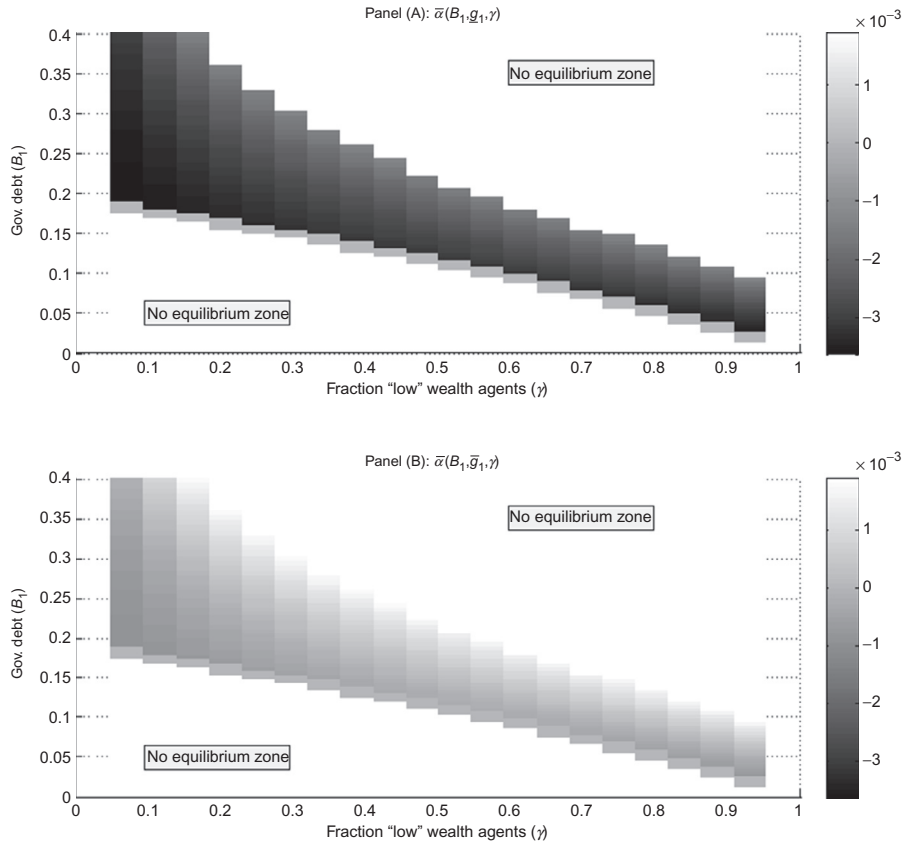 Panel (A): α̅(B₁,g̲₁,γ)
× 10⁻³
0.4
0.35
0.3
0.25
0.2
0.15
0.1
0.05
0
Gov. debt (B₁)
No equilibrium zone
No equilibrium zone
0 0.1 0.2 0.3 0.4 0.5 0.6 0.7 0.8 0.9 1
Fraction “low” wealth agents (γ)
1
0
−1
−2
−3
Panel (B): α̅(B₁,g̅₁,γ)
× 10⁻³
0.4
0.35
0.3
0.25
0.2
0.15
0.1
0.05
0
Gov. debt (B₁)
No equilibrium zone
No equilibrium zone
0 0.1 0.2 0.3 0.4 0.5 0.6 0.7 0.8 0.9 1
Fraction “low” wealth agents (γ)
1
0
−1
−2
−3